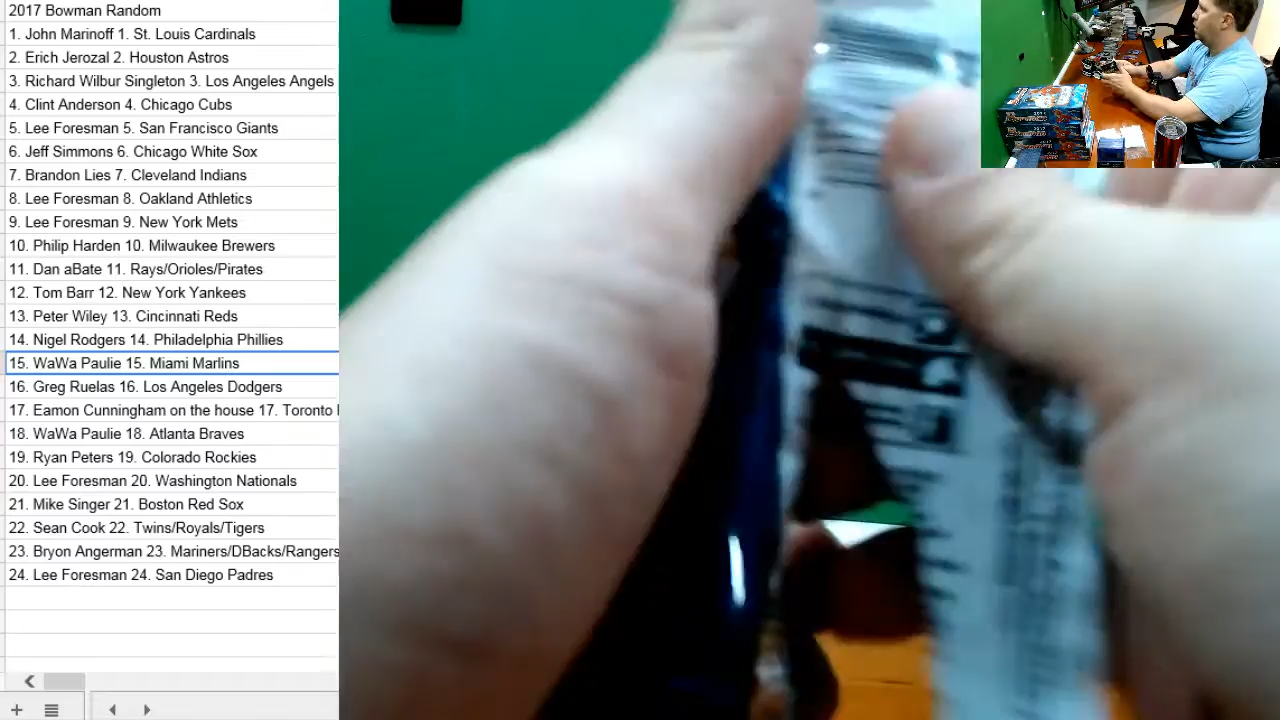 2017 Bowman Random
1. John Marinoff 1. St. Louis Cardinals
2. Erich Jerozal 2. Houston Astros
3. Richard Wilbur Singleton 3. Los Angeles Angels
4. Clint Anderson 4. Chicago Cubs
5. Lee Foresman 5. San Francisco Giants
6. Jeff Simmons 6. Chicago White Sox
7. Brandon Lies 7. Cleveland Indians
8. Lee Foresman 8. Oakland Athletics
9. Lee Foresman 9. New York Mets
10. Philip Harden 10. Milwaukee Brewers
11. Dan aBate 11. Rays/Orioles/Pirates
12. Tom Barr 12. New York Yankees
13. Peter Wiley 13. Cincinnati Reds
14. Nigel Rodgers 14. Philadelphia Phillies
15. WaWa Paulie 15. Miami Marlins
16. Greg Ruelas 16. Los Angeles Dodgers
17. Eamon Cunningham on the house 17. Toronto
18. WaWa Paulie 18. Atlanta Braves
19. Ryan Peters 19. Colorado Rockies
20. Lee Foresman 20. Washington Nationals
21. Mike Singer 21. Boston Red Sox
22. Sean Cook 22. Twins/Royals/Tigers
23. Bryon Angerman 23. Mariners/DBacks/Rangers
24. Lee Foresman 24. San Diego Padres